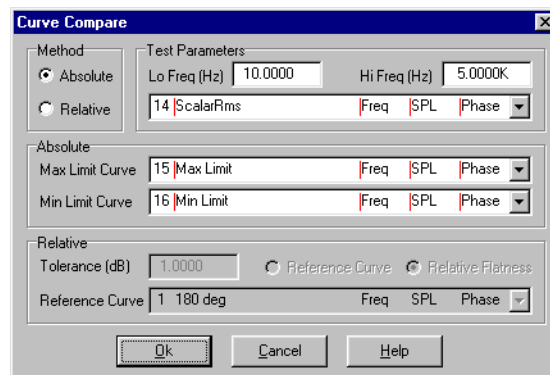 Curve Compare
Method
Absolute
Relative
Test Parameters
Lo Freq (Hz) 10.0000 Hi Freq (Hz) 5.0000K
14 ScalarRms Freq SPL Phase
Absolute
Max Limit Curve 15 Max Limit Freq SPL Phase
Min Limit Curve 16 Min Limit Freq SPL Phase
Relative
Tolerance (dB) 1.0000 Reference Curve Relative Flatness
Reference Curve 1 180 deg Freq SPL Phase
Ok Cancel Help